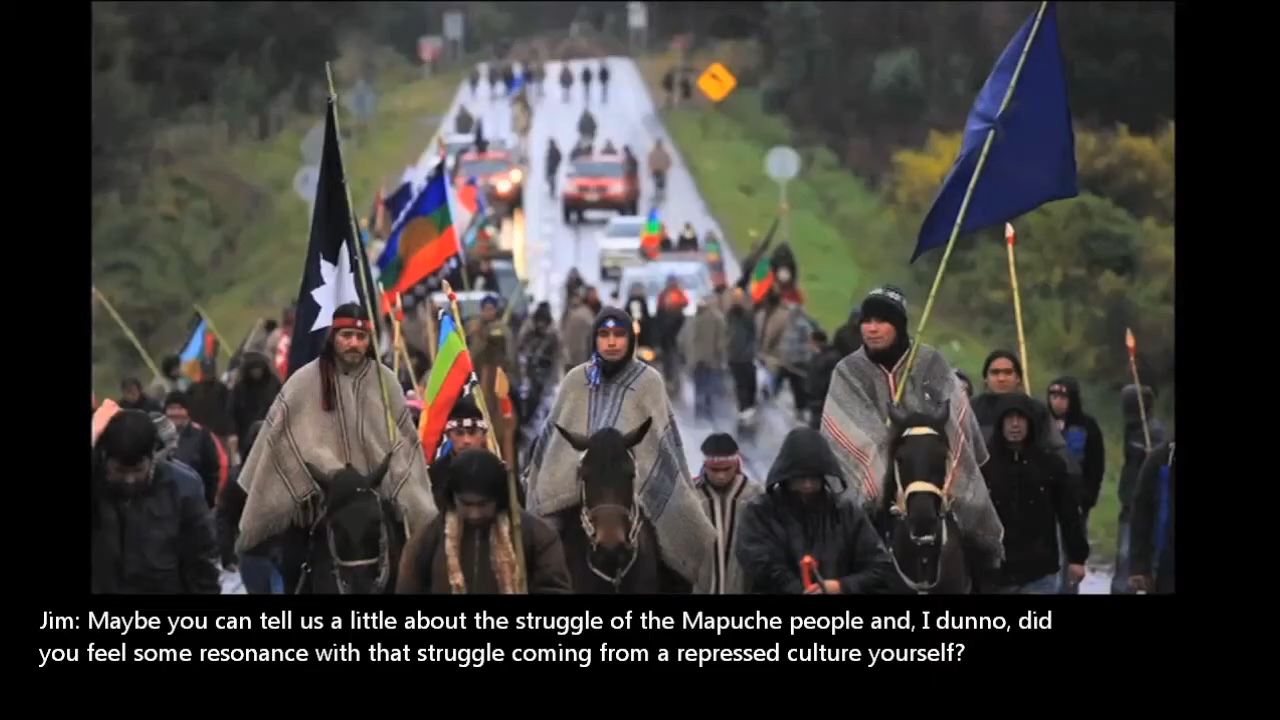 Jim: Maybe you can tell us a little about the struggle of the Mapuche people and, I dunno, did
you feel some resonance with that struggle coming from a repressed culture yourself?